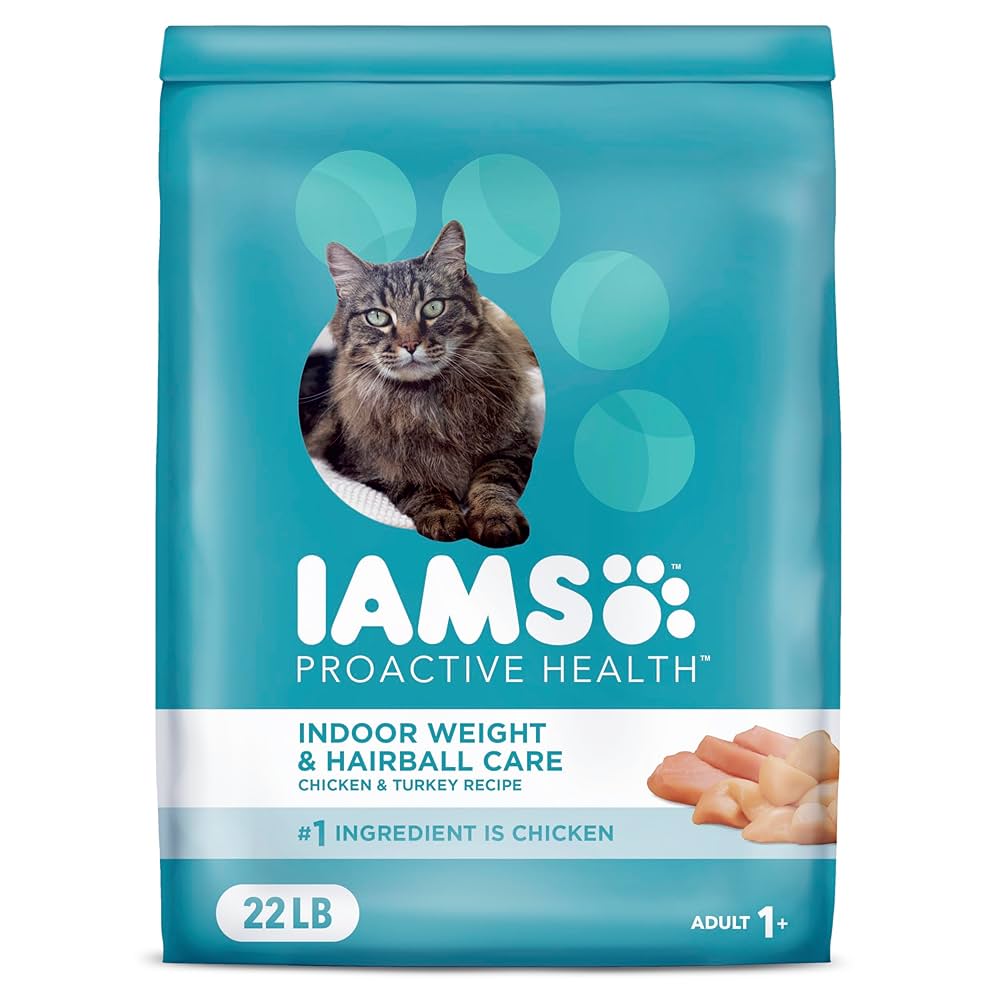 IAMS™
PROACTIVE HEALTH™
INDOOR WEIGHT
& HAIRBALL CARE
CHICKEN & TURKEY RECIPE
#1 INGREDIENT IS CHICKEN
22 LB
ADULT 1+